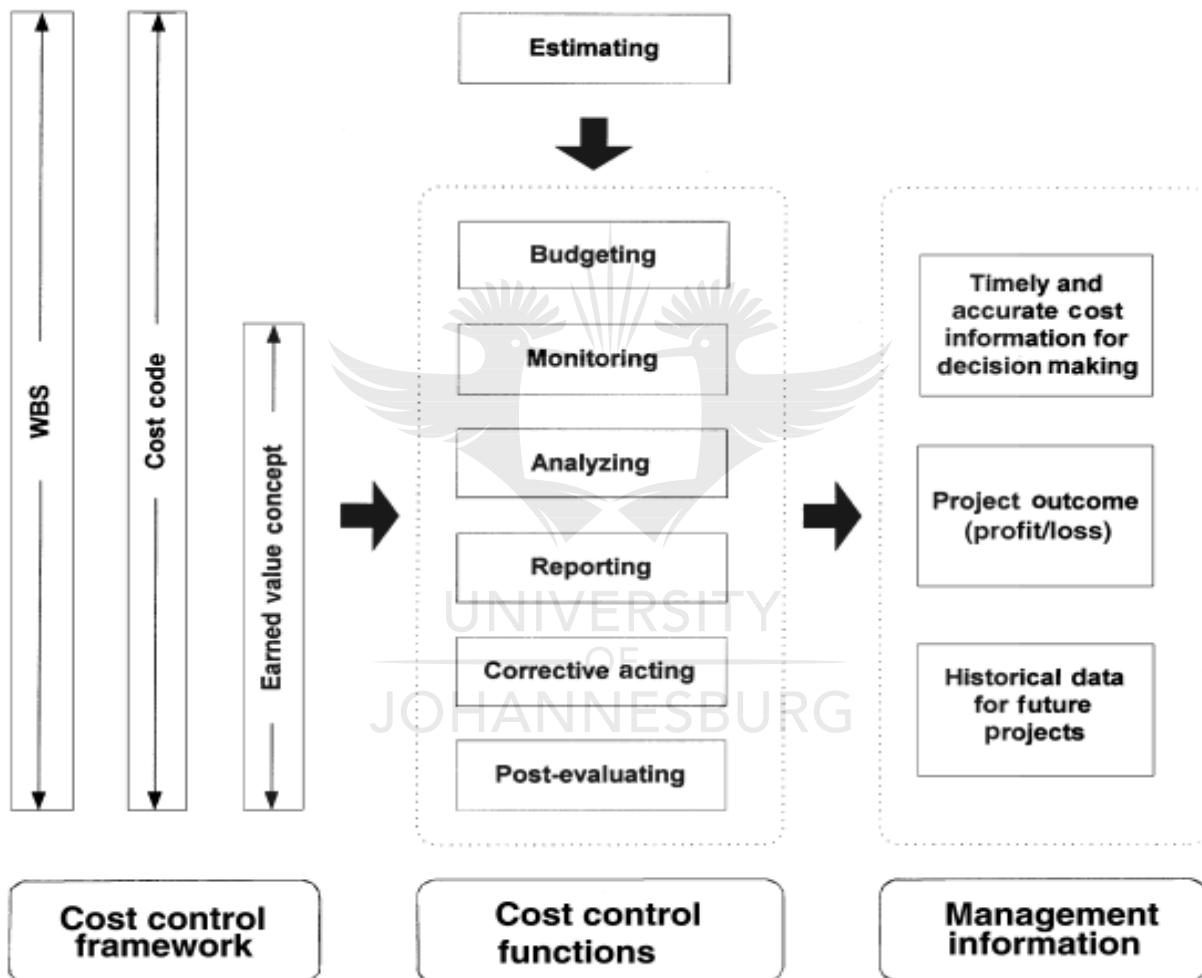 WBS
Cost code
Earned value concept
Estimating
Budgeting
Monitoring
Analyzing
Reporting
Corrective acting
Post-evaluating
UNIVERSITY
OF
JOHANNESBURG
Timely and
accurate cost
information for
decision making
Project outcome
(profit/loss)
Historical data
for future
projects
Cost control
framework
Cost control
functions
Management
information